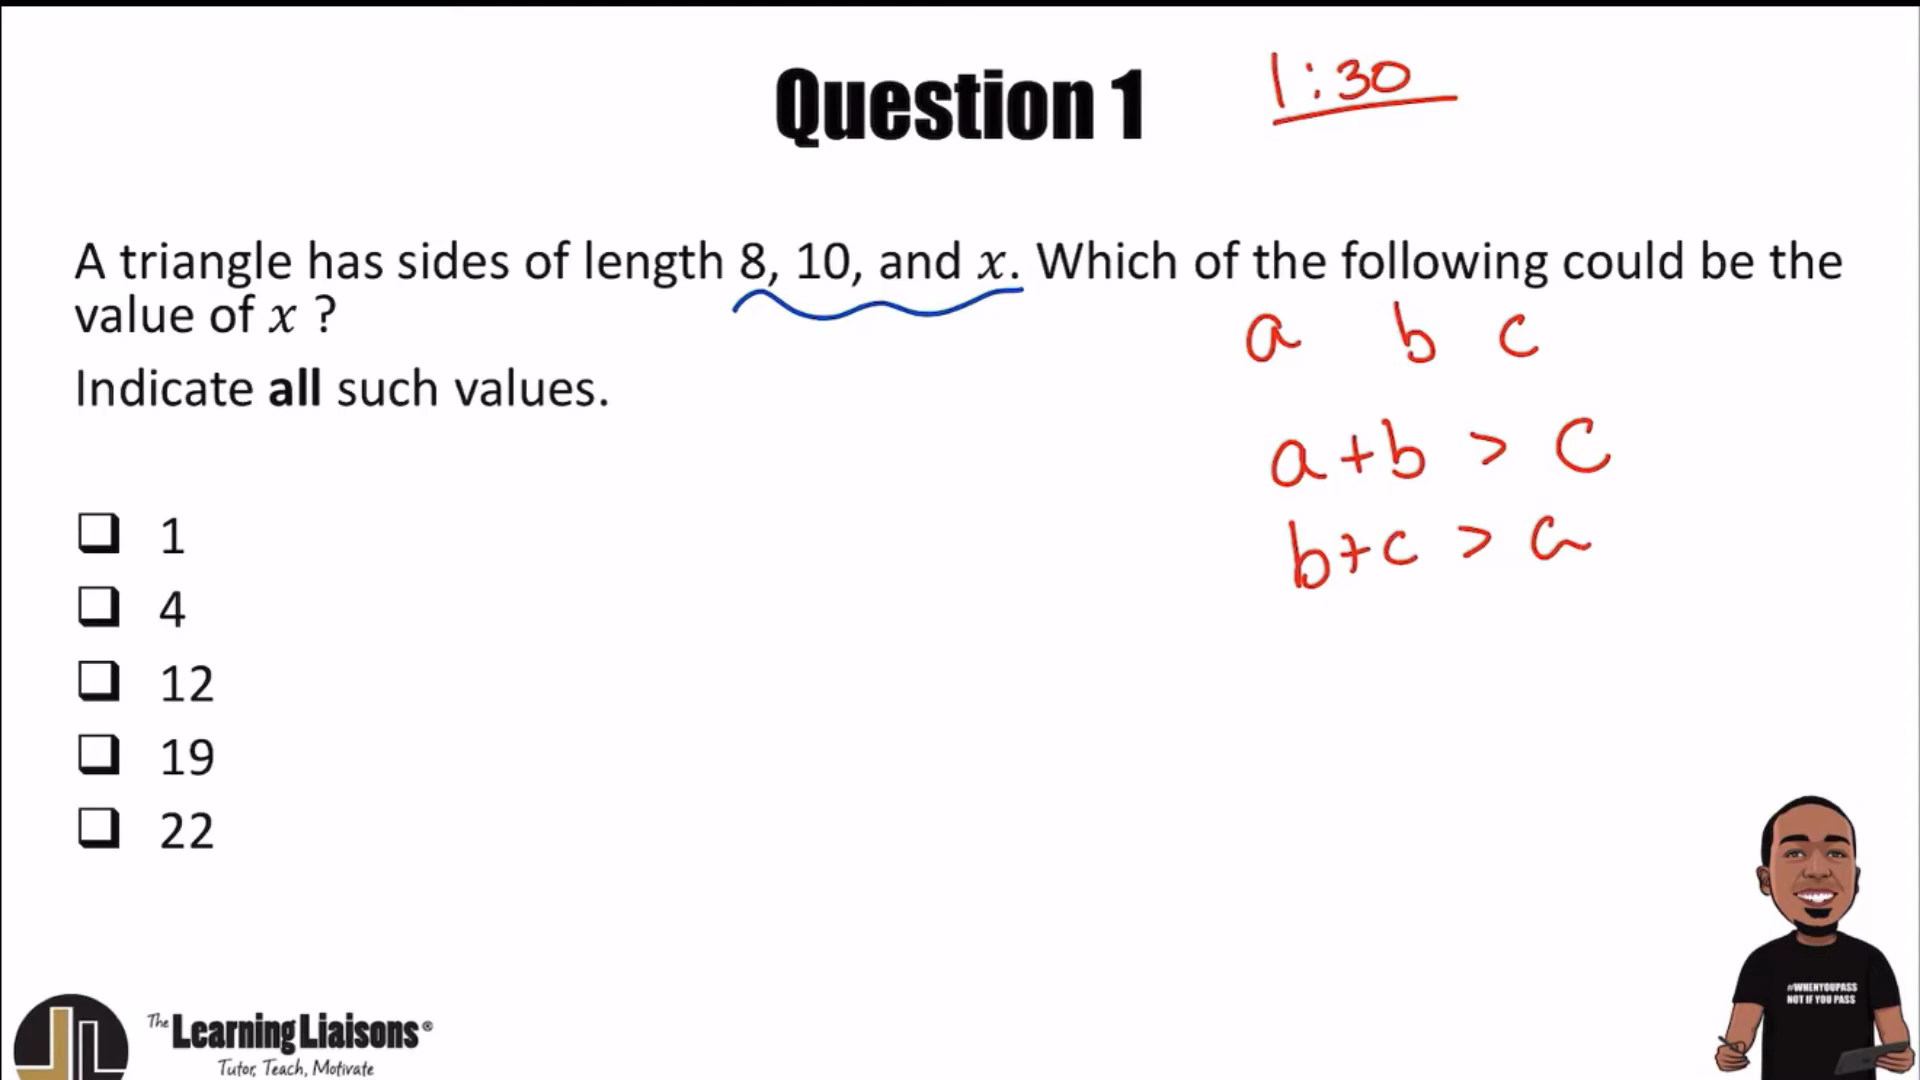 Question 1
1:30
A triangle has sides of length 8, 10, and x. Which of the following could be the
value of x ?
a b c
Indicate all such values.
a+b > c
b+c > a
1
4
12
19
22
#WHENYOUPASS
NOT IF YOU PASS
The Learning Liaisons®
Tutor, Teach, Motivate